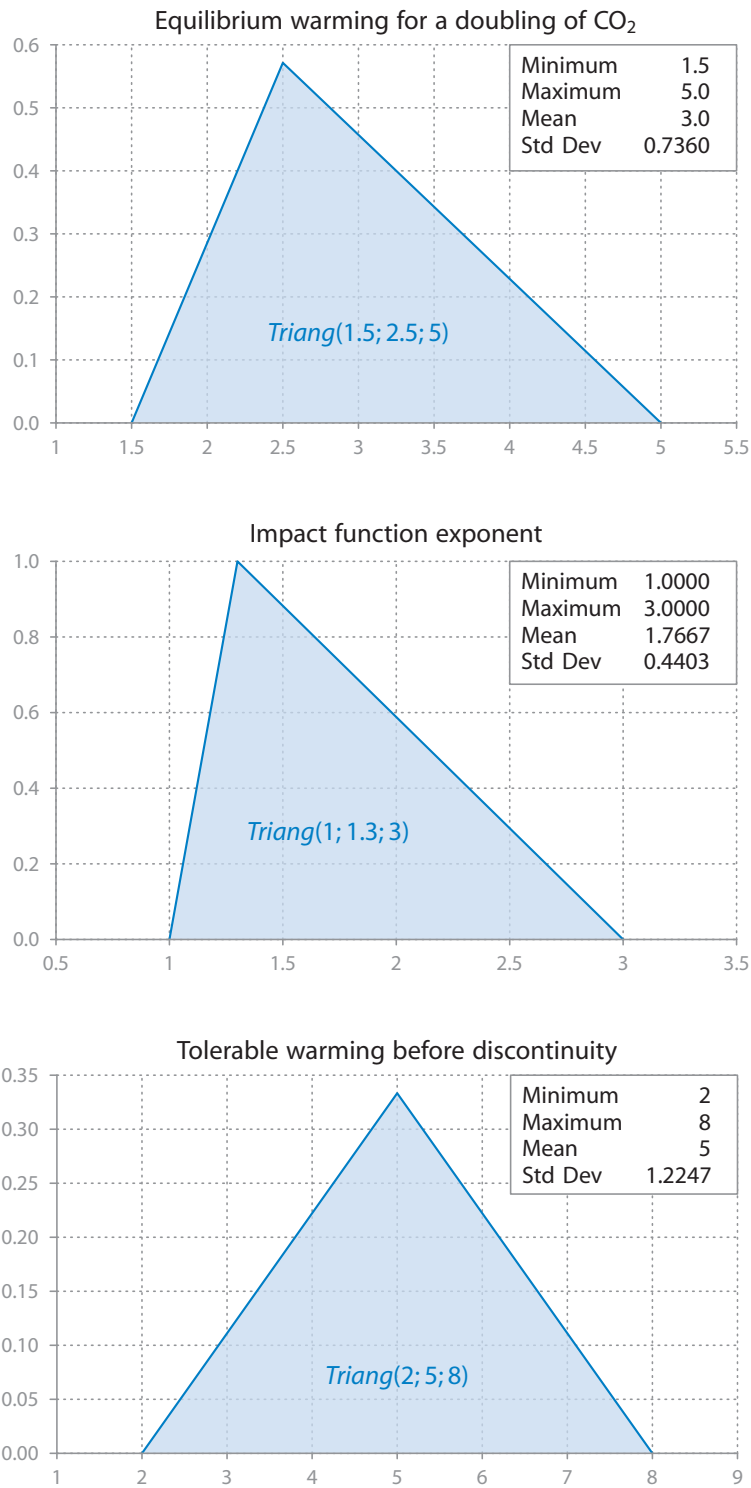 Equilibrium warming for a doubling of CO₂
0.6
0.5
0.4
0.3
0.2
0.1
0.0
Minimum 1.5
Maximum 5.0
Mean 3.0
Std Dev 0.7360
Triang(1.5; 2.5; 5)
1 1.5 2 2.5 3 3.5 4 4.5 5 5.5
Impact function exponent
1.0
0.8
0.6
0.4
0.2
0.0
Minimum 1.0000
Maximum 3.0000
Mean 1.7667
Std Dev 0.4403
Triang(1; 1.3; 3)
0.5 1 1.5 2 2.5 3 3.5
Tolerable warming before discontinuity
0.35
0.30
0.25
0.20
0.15
0.10
0.05
0.00
Minimum 2
Maximum 8
Mean 5
Std Dev 1.2247
Triang(2; 5; 8)
1 2 3 4 5 6 7 8 9